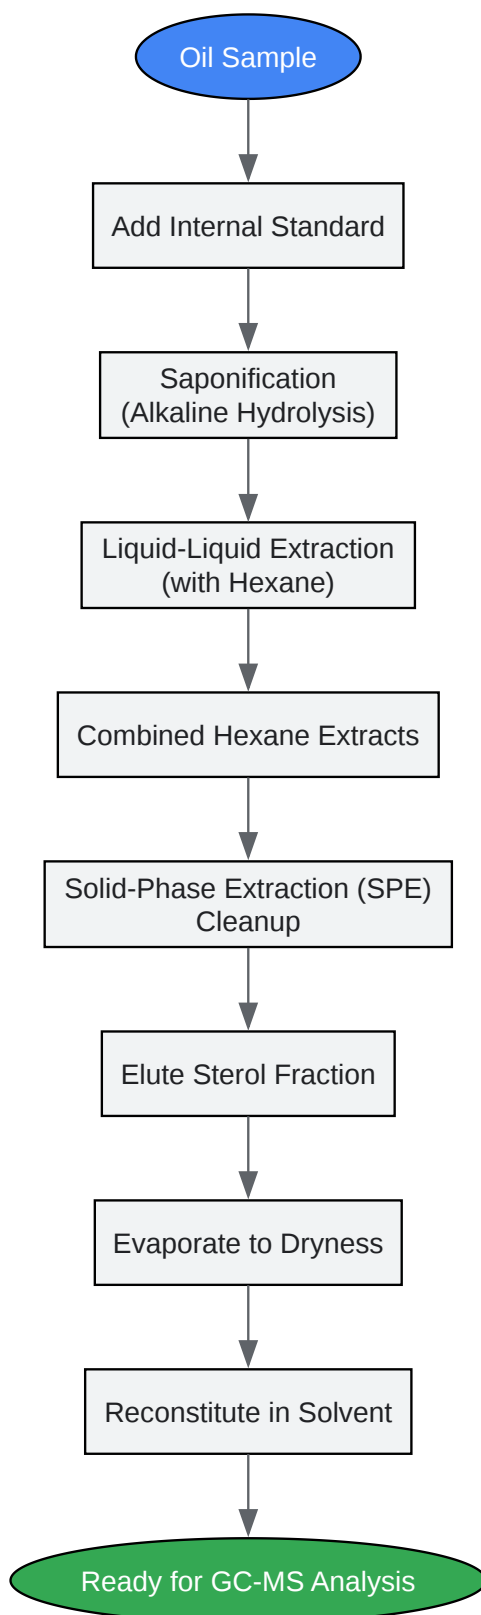 Oil Sample
Add Internal Standard
Saponification
(Alkaline Hydrolysis)
Liquid-Liquid Extraction
(with Hexane)
Combined Hexane Extracts
Solid-Phase Extraction (SPE)
Cleanup
Elute Sterol Fraction
Evaporate to Dryness
Reconstitute in Solvent
Ready for GC-MS Analysis